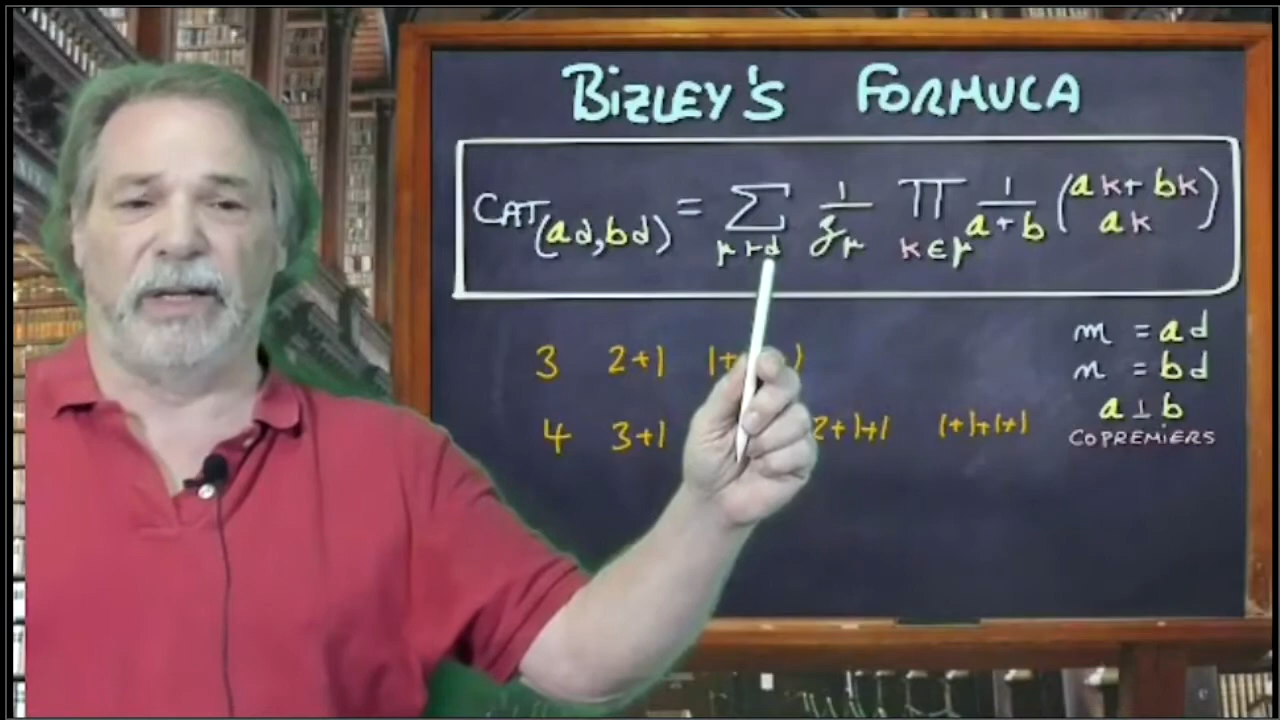 BIZLEY'S FORMULA
CAT(ad,bd) = ∑ μ⊢d 1/zμ ∏ k∈μ 1/a+b (ak+bk ak)
m = ad
3 2+1
n = bd
a ⊥ b
4 3+1 2+1+1 1+1+1+1
COPREMIERS